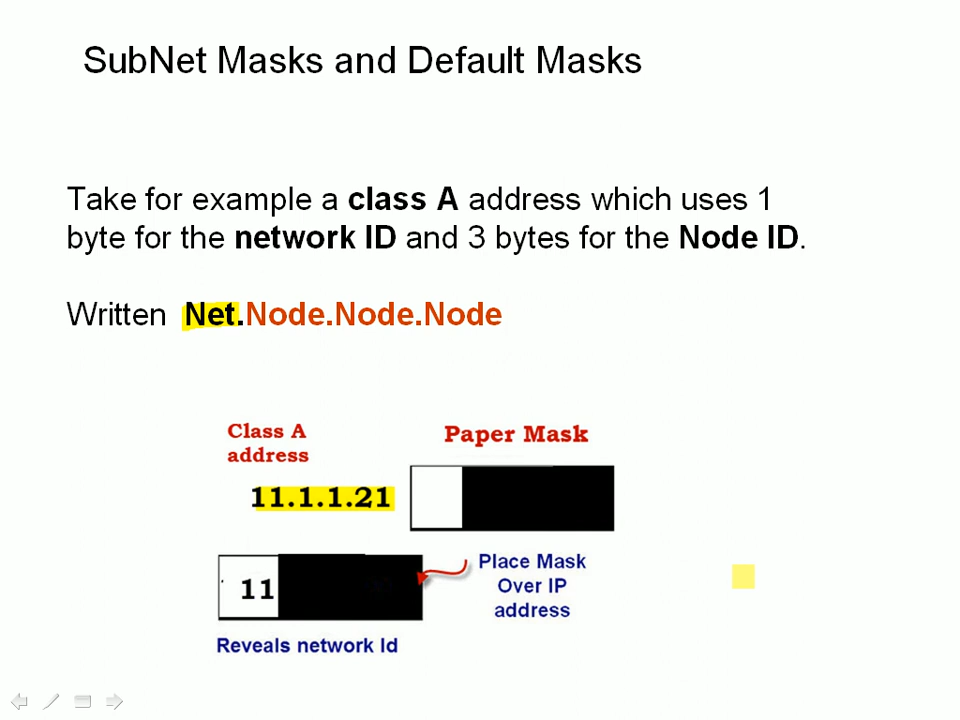 SubNet Masks and Default Masks
Take for example a class A address which uses 1
byte for the network ID and 3 bytes for the Node ID.
Written Net.Node.Node.Node
Class A
address
Paper Mask
11.1.1.21
11
Place Mask
Over IP
address
Reveals network Id